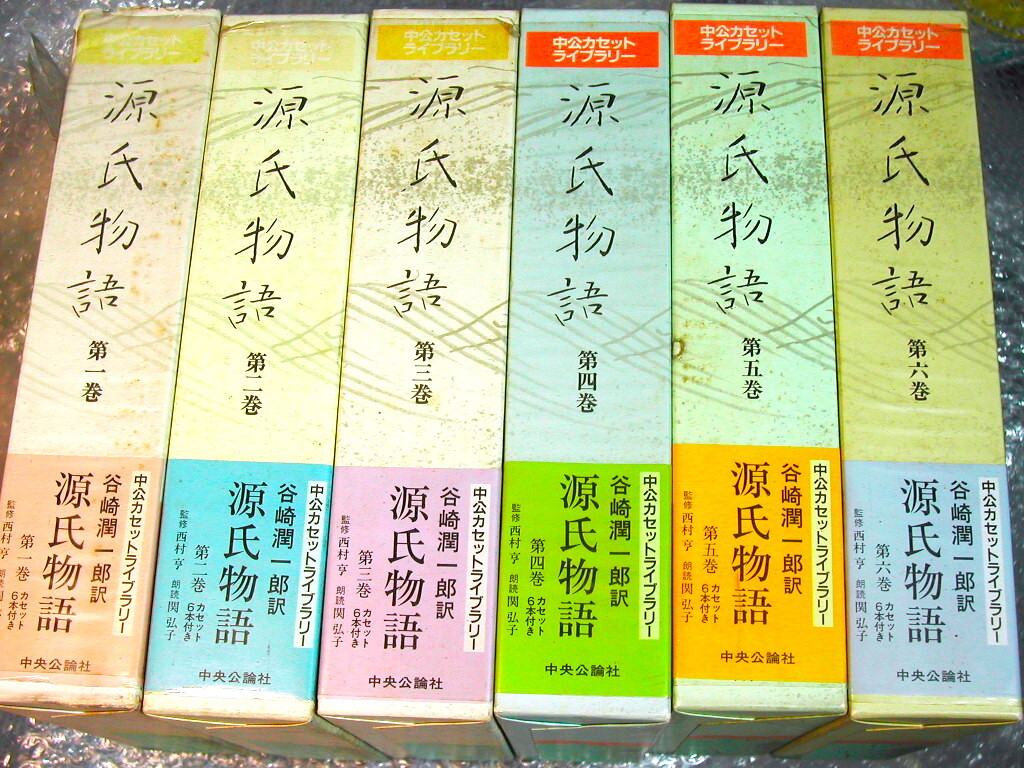 中公カセット
ライブラリー
源氏物語
第一巻
中公カセットライブラリー
谷崎潤一郎訳
源氏物語
第一巻
カセット
6本付き
監修 西村 亨
朗読
中公カセット
ライブラリー
源氏物語
第二巻
中公カセットライブラリー
谷崎潤一郎訳
源氏物語
第二巻
カセット
6本付き
監修 西村 亨 朗読 関 弘子
中央公論社
中公カセット
ライブラリー
源氏物語
第三巻
中公カセットライブラリー
谷崎潤一郎訳
源氏物語
第三巻
カセット
6本付き
監修 西村 亨 朗読 関 弘子
中央公論社
中公カセット
ライブラリー
源氏物語
第四巻
中公カセットライブラリー
谷崎潤一郎訳
源氏物語
第四巻
カセット
6本付き
監修 西村 亨 朗読 関 弘子
中央公論社
中公カセット
ライブラリー
源氏物語
第五巻
中公カセットライブラリー
谷崎潤一郎訳
源氏物語
第五巻
カセット
6本付き
監修 西村 亨 朗読 関 弘子
中央公論社
中公カセット
ライブラリー
源氏物語
第六巻
中公カセットライブラリー
谷崎潤一郎訳
源氏物語
第六巻
カセット
6本付き
監修 西村 亨 朗読 関 弘子
中央公論社
中央公論社